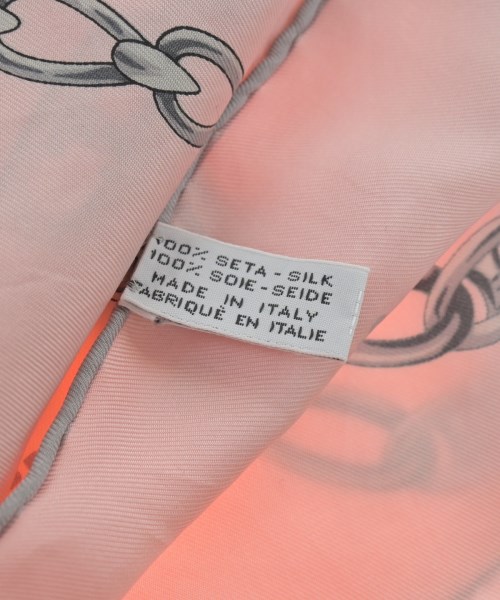 100% SETA-SILK
100% SOIE-SEIDE
MADE IN ITALY
FABRIQUÉ EN ITALIE